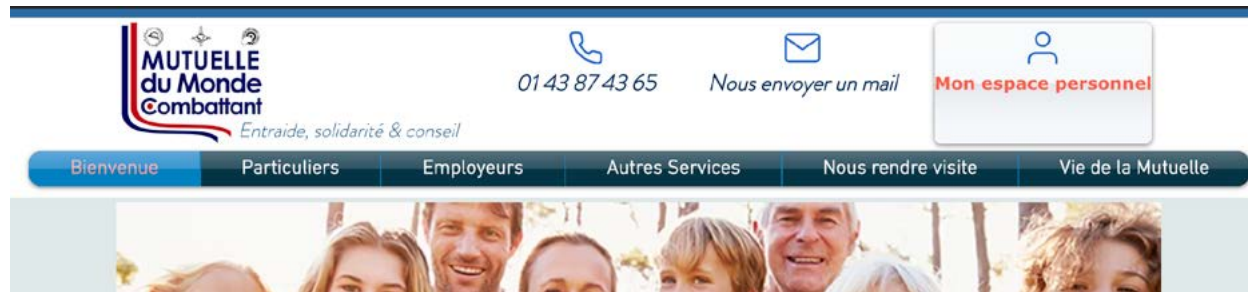 MUTUELLE
du Monde
Combattant
Entraide, solidarité & conseil
01 43 87 43 65
Nous envoyer un mail
Mon espace personnel
Bienvenue
Particuliers
Employeurs
Autres Services
Nous rendre visite
Vie de la Mutuelle